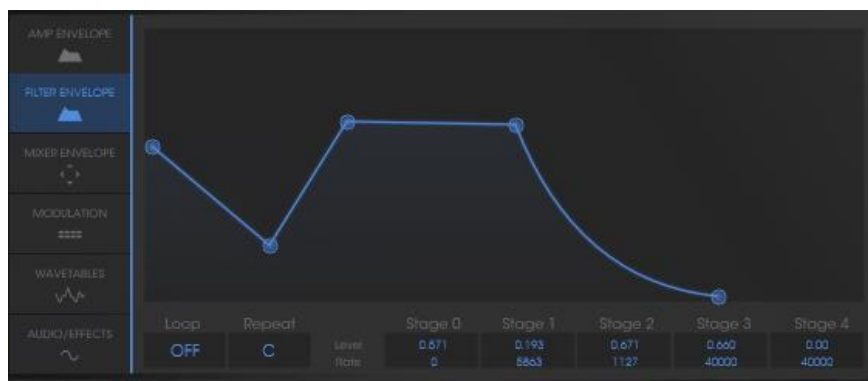 AMP ENVELOPE
FILTER ENVELOPE
MIXER ENVELOPE
MODULATION
WAVETABLES
AUDIO/EFFECTS
Loop Repeat Stage 0 Stage 1 Stage 2 Stage 3 Stage 4
OFF C Level 0.571 0.193 0.671 0.660 0.00
Rate 0 5863 1127 40000 40000